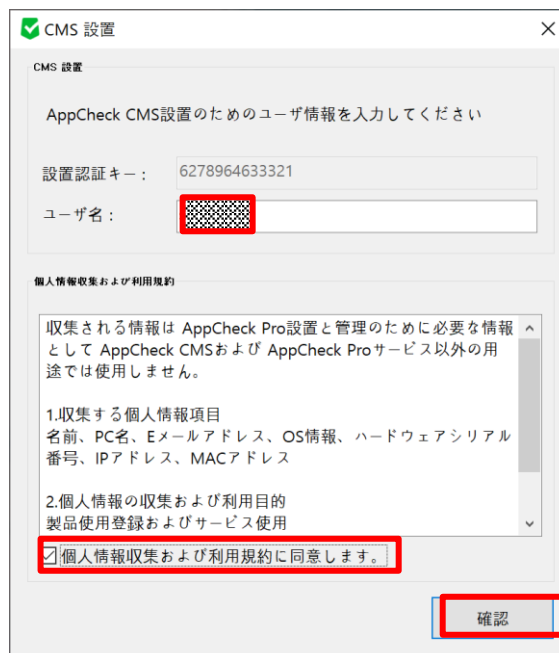 CMS 設置
CMS 設置
AppCheck CMS設置のためのユーザ情報を入力してください
設置認証キー：
6278964633321
ユーザ名：
個人情報収集および利用規約
収集される情報は AppCheck Pro設置と管理のために必要な情報
として AppCheck CMSおよび AppCheck Proサービス以外の用
途では使用しません。
1.収集する個人情報項目
名前、PC名、Eメールアドレス、OS情報、ハードウェアシリアル
番号、IPアドレス、MACアドレス
2.個人情報の収集および利用目的
製品使用登録およびサービス使用
個人情報収集および利用規約に同意します。
確認